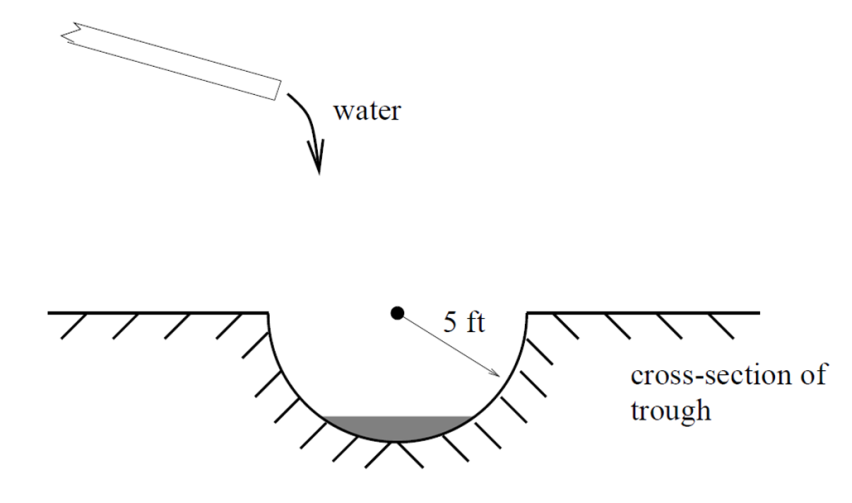 water
5 ft
cross-section of
trough